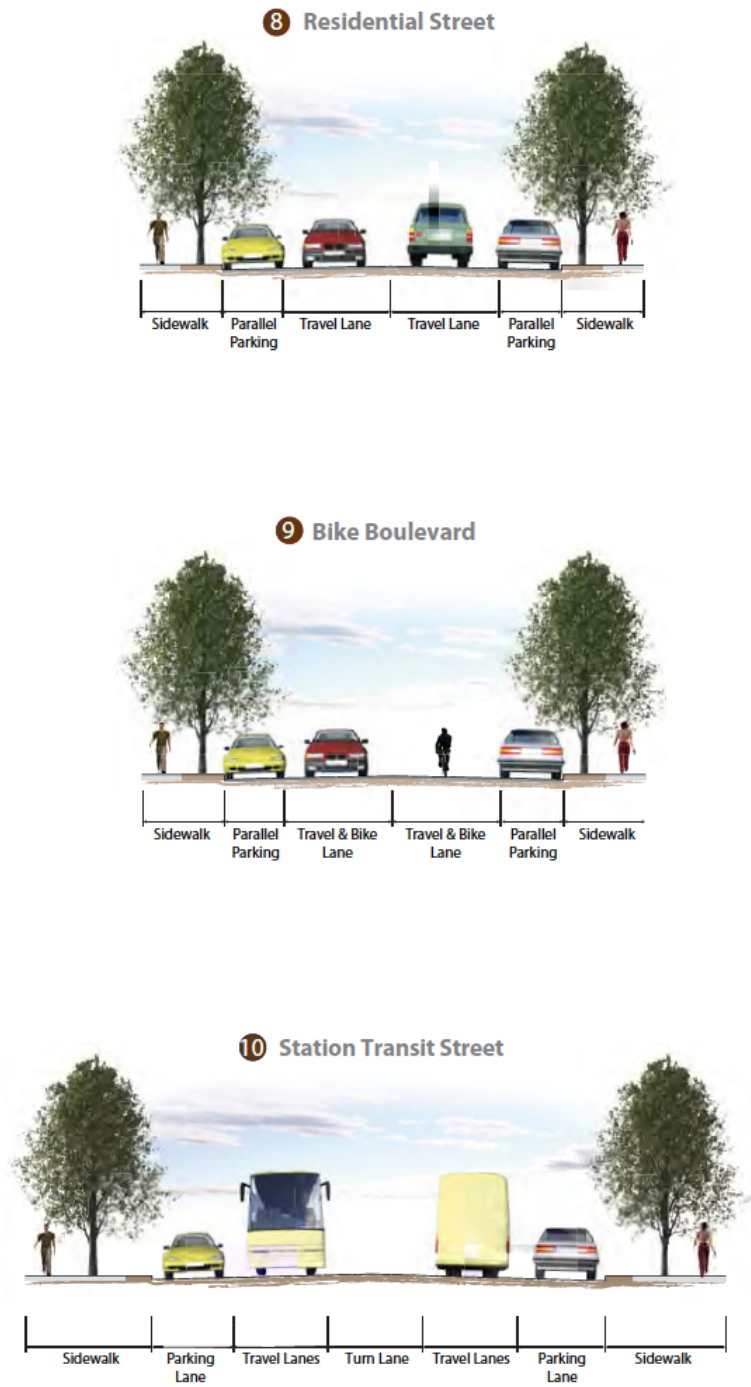 8 Residential Street
Sidewalk Parallel Travel Lane Travel Lane Parallel Sidewalk
Parking Parking
9 Bike Boulevard
Sidewalk Parallel Travel & Bike Travel & Bike Parallel Sidewalk
Parking Lane Lane Parking
10 Station Transit Street
Sidewalk Parking Travel Lanes Turn Lane Travel Lanes Parking Sidewalk
Lane Lane